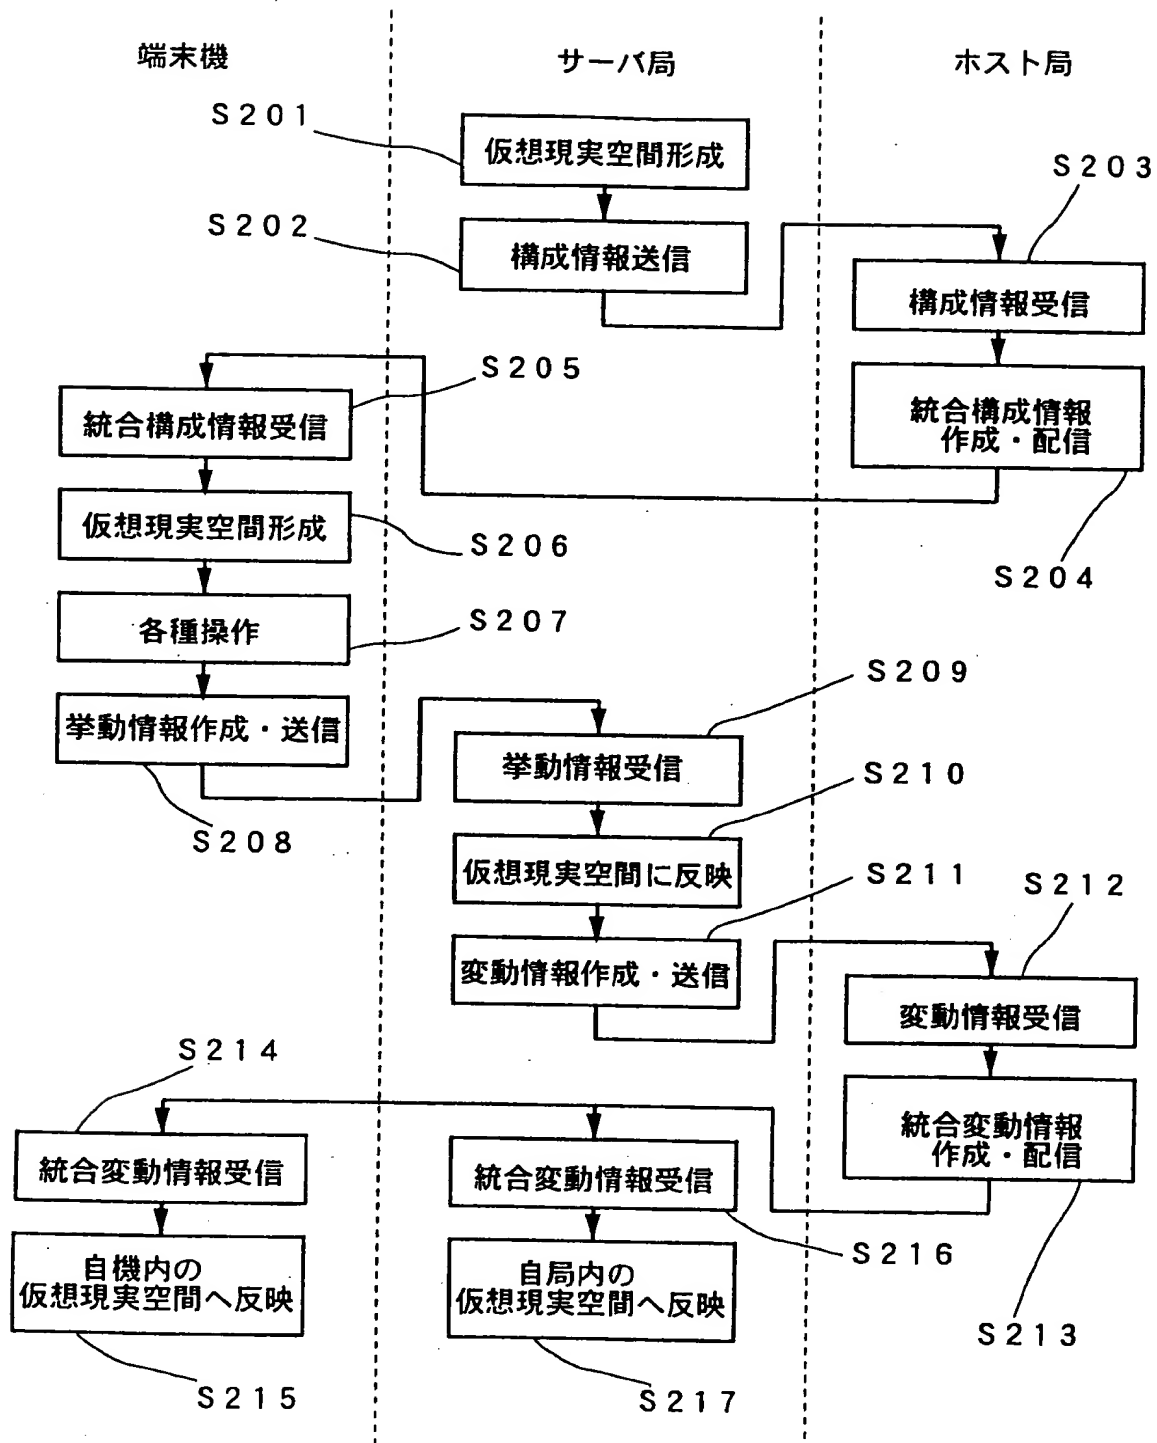 端末機
サーバ局
ホスト局
S201
仮想現実空間形成
S203
S202
構成情報送信
構成情報受信
S205
統合構成情報受信
統合構成情報
作成・配信
仮想現実空間形成
S206
S204
各種操作
S207
S209
挙動情報作成・送信
挙動情報受信
S210
S208
仮想現実空間に反映
S211
S212
変動情報作成・送信
変動情報受信
S214
統合変動情報受信
統合変動情報受信
統合変動情報
作成・配信
S216
自機内の
仮想現実空間へ反映
自局内の
仮想現実空間へ反映
S213
S215
S217